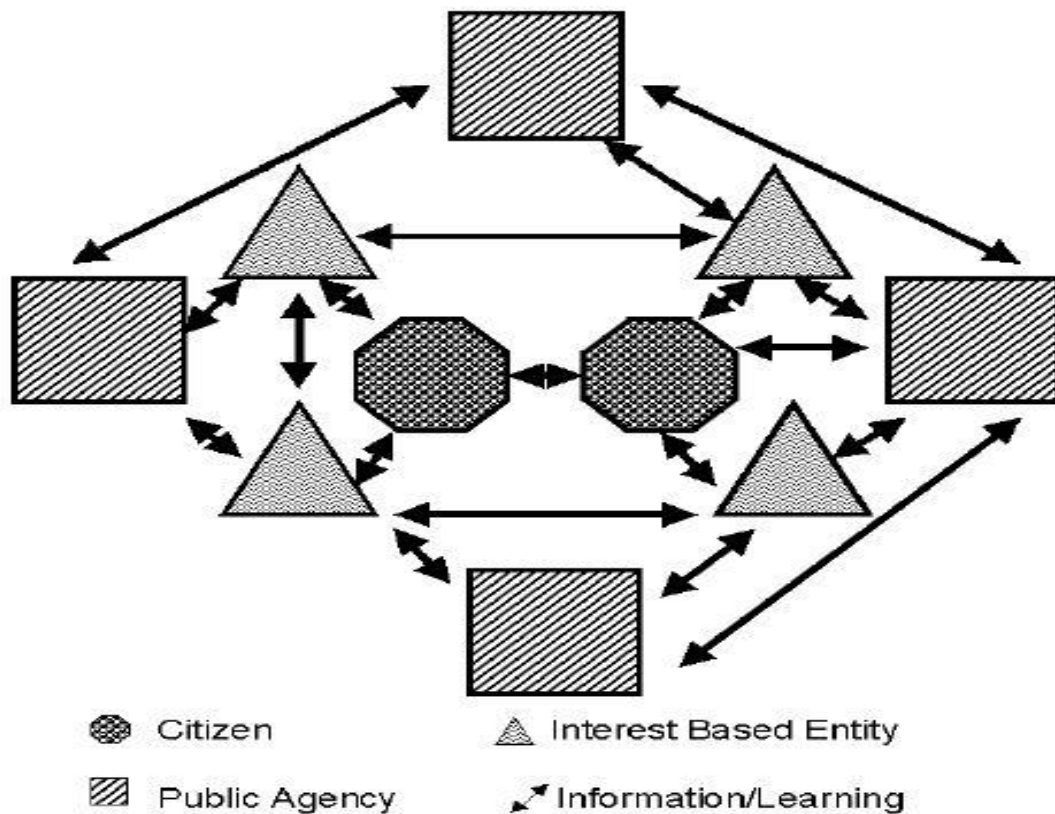 Citizen
Interest Based Entity
Public Agency
Information/Learning